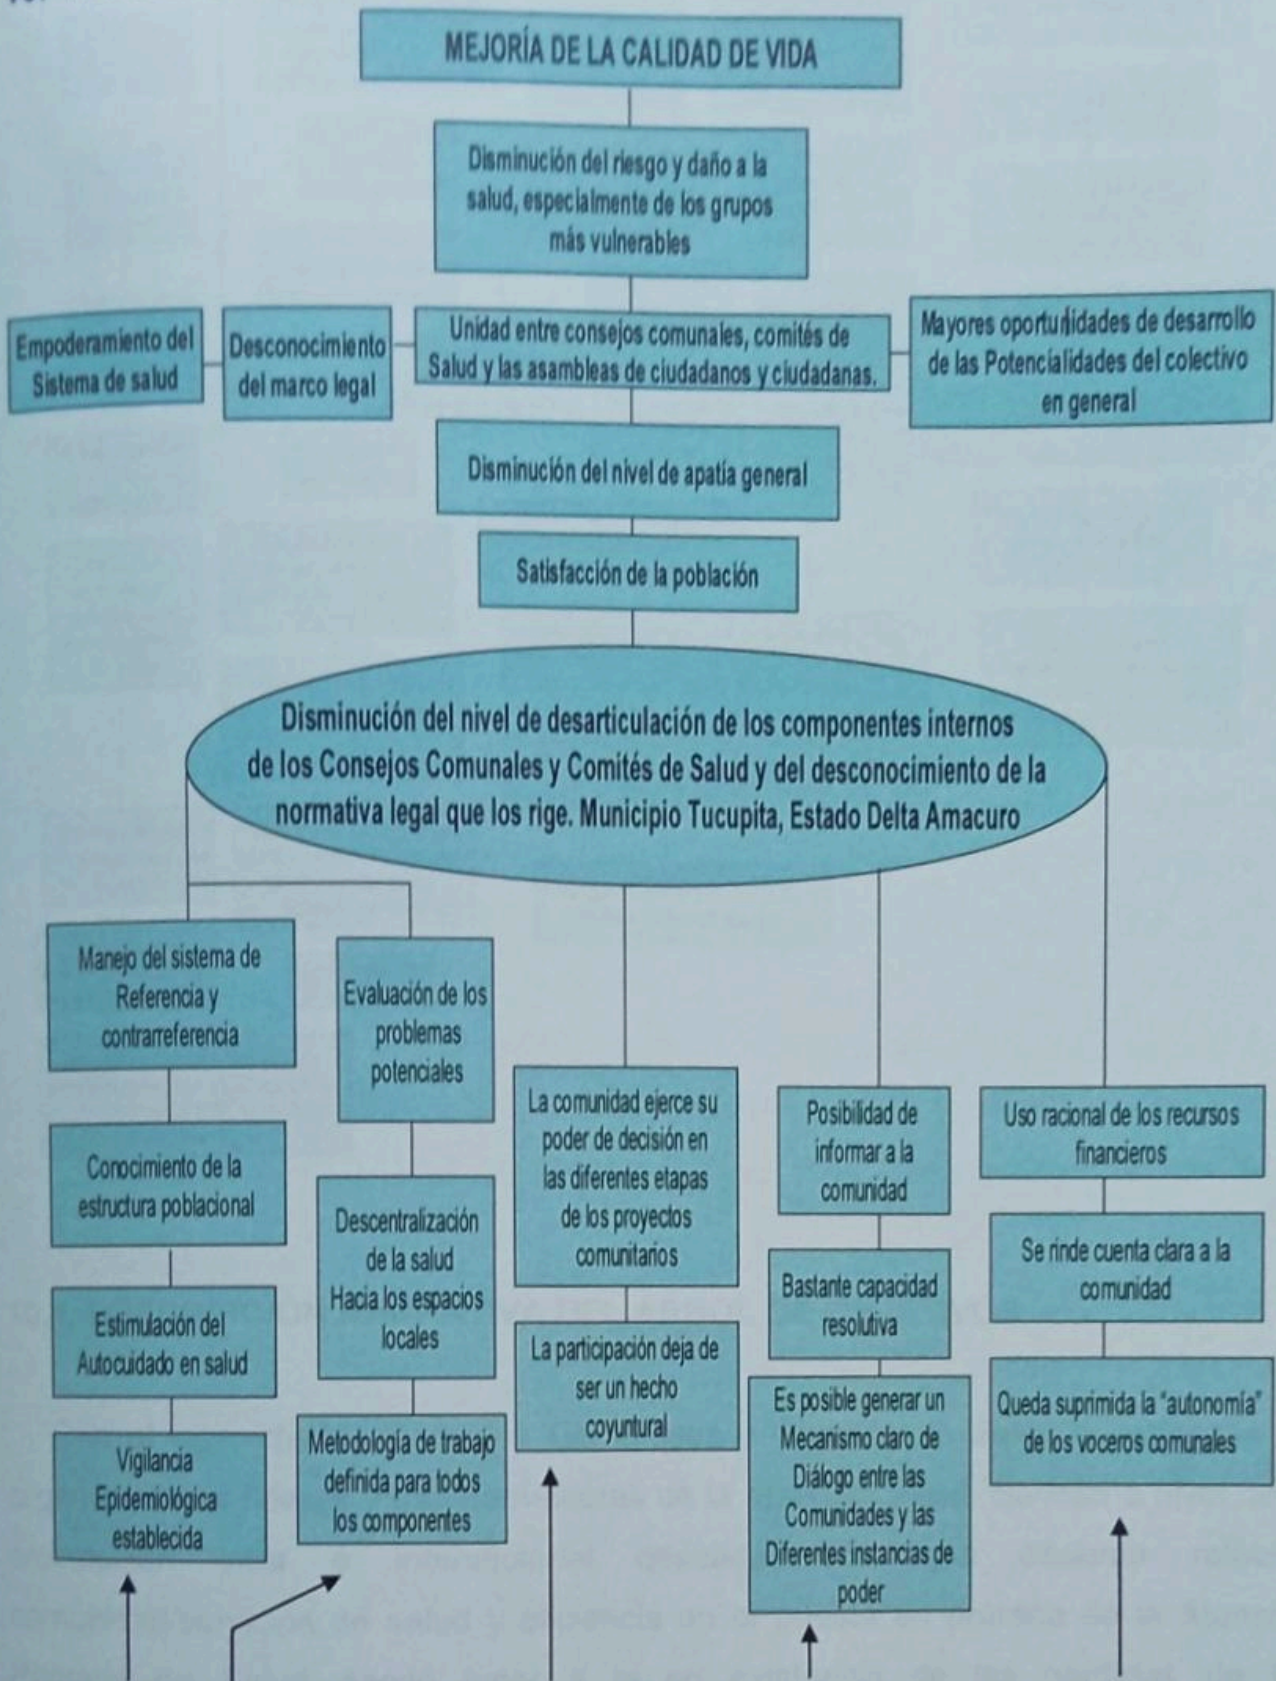 MEJORÍA DE LA CALIDAD DE VIDA
Disminución del riesgo y daño a la
salud, especialmente de los grupos
más vulnerables
Empoderamiento del
Sistema de salud
Desconocimiento
del marco legal
Unidad entre consejos comunales, comités de
Salud y las asambleas de ciudadanos y ciudadanas.
Mayores oportunidades de desarrollo
de las Potencialidades del colectivo
en general
Disminución del nivel de apatía general
Satisfacción de la población
Disminución del nivel de desarticulación de los componentes internos
de los Consejos Comunales y Comités de Salud y del desconocimiento de la
normativa legal que los rige. Municipio Tucupita, Estado Delta Amacuro
Manejo del sistema de
Referencia y
contrarreferencia
Conocimiento de la
estructura poblacional
Estimulación del
Autocuidado en salud
Vigilancia
Epidemiológica
establecida
Evaluación de los
problemas
potenciales
Descentralización
de la salud
Hacia los espacios
locales
Metodología de trabajo
definida para todos
los componentes
La comunidad ejerce su
poder de decisión en
las diferentes etapas
de los proyectos
comunitarios
La participación deja de
ser un hecho
coyuntural
Posibilidad de
informar a la
comunidad
Bastante capacidad
resolutiva
Es posible generar un
Mecanismo claro de
Diálogo entre las
Comunidades y las
Diferentes instancias de
poder
Uso racional de los recursos
financieros
Se rinde cuenta clara a la
comunidad
Queda suprimida la "autonomía"
de los voceros comunales